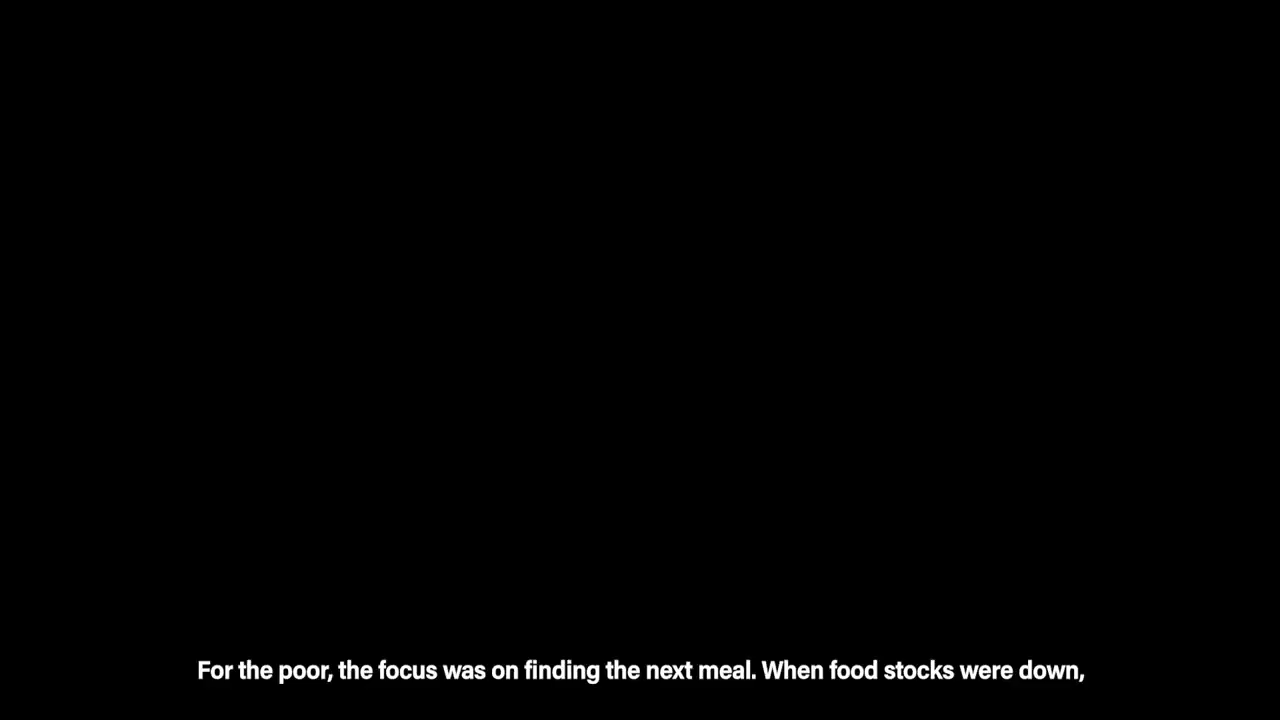 For the poor, the focus was on finding the next meal. When food stocks were down,